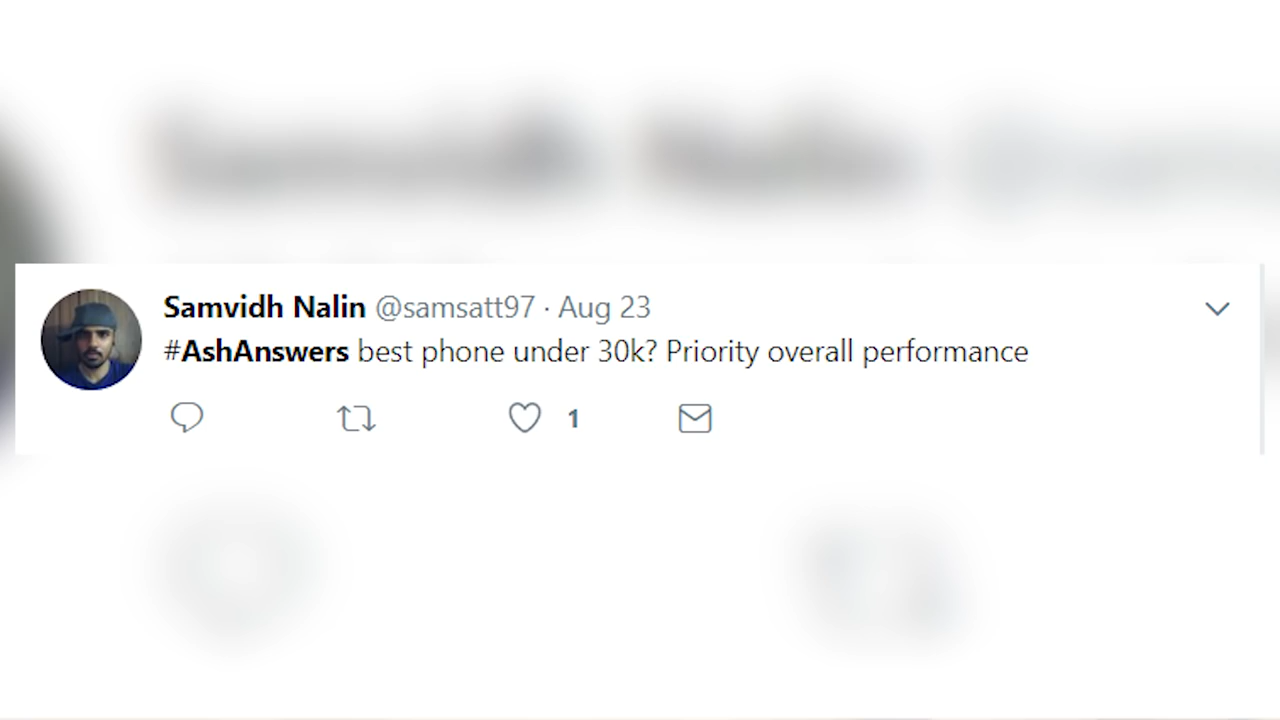 Samvidh Nalin @samsatt97 · Aug 23
#AshAnswers best phone under 30k? Priority overall performance
1